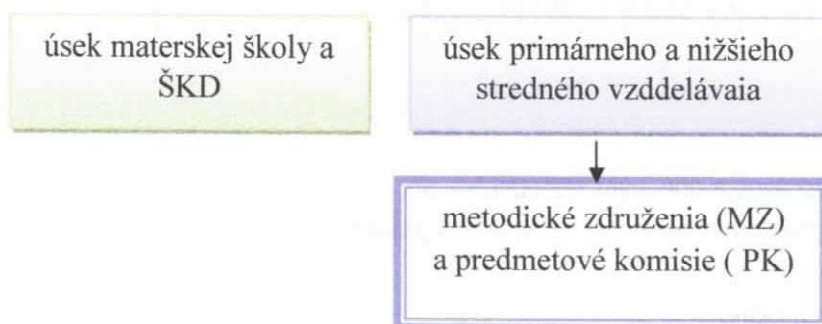 úsek materskej školy a
ŠKD
úsek primárneho a nižšieho
stredného vzddelávaia
metodické združenia (MZ)
a predmetové komisie ( PK)